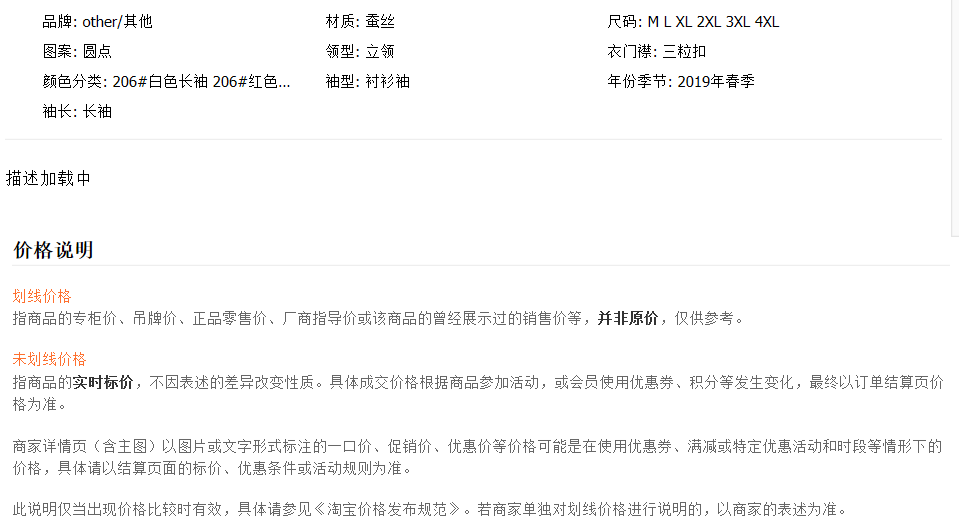 品牌: other/其他 材质: 蚕丝 尺码: M L XL 2XL 3XL 4XL
图案: 圆点 领型: 立领 衣门襟: 三粒扣
颜色分类: 206#白色长袖 206#红色... 袖型: 衬衫袖 年份季节: 2019年春季
袖长: 长袖
描述加载中
价格说明
划线价格
指商品的专柜价、吊牌价、正品零售价、厂商指导价或该商品的曾经展示过的销售价等，并非原价，仅供参考。
未划线价格
指商品的实时标价，不因表述的差异改变性质。具体成交价格根据商品参加活动，或会员使用优惠券、积分等发生变化，最终以订单结算页价
格为准。
商家详情页（含主图）以图片或文字形式标注的一口价、促销价、优惠价等价格可能是在使用优惠券、满减或特定优惠活动和时段等情形下的
价格，具体请以结算页面的标价、优惠条件或活动规则为准。
此说明仅当出现价格比较时有效，具体请参见《淘宝价格发布规范》。若商家单独对划线价格进行说明的，以商家的表述为准。